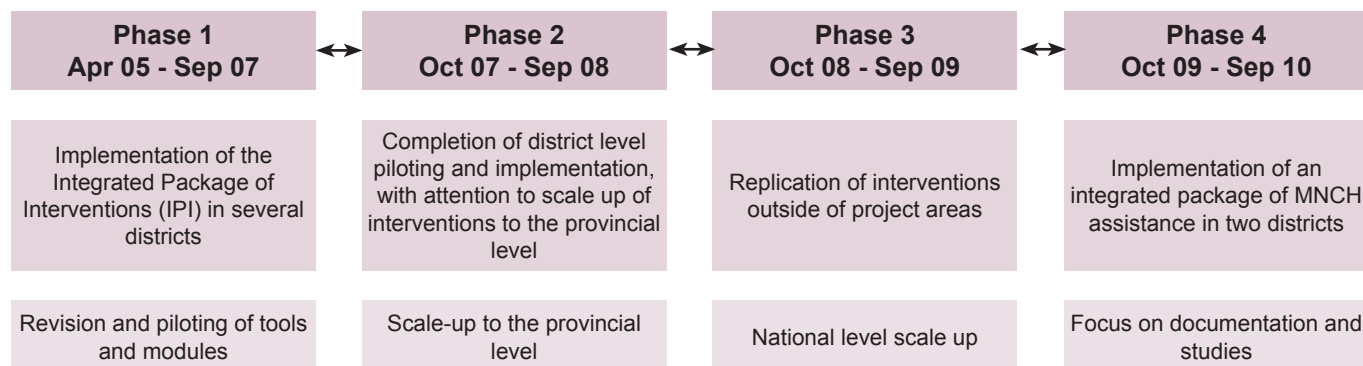 Phase 1
Apr 05 - Sep 07
Phase 2
Oct 07 - Sep 08
Phase 3
Oct 08 - Sep 09
Phase 4
Oct 09 - Sep 10
Implementation of the
Integrated Package of
Interventions (IPI) in several
districts
Completion of district level
piloting and implementation,
with attention to scale up of
interventions to the provincial
level
Replication of interventions
outside of project areas
Implementation of an
integrated package of MNCH
assistance in two districts
Revision and piloting of tools
and modules
Scale-up to the provincial
level
National level scale up
Focus on documentation and
studies